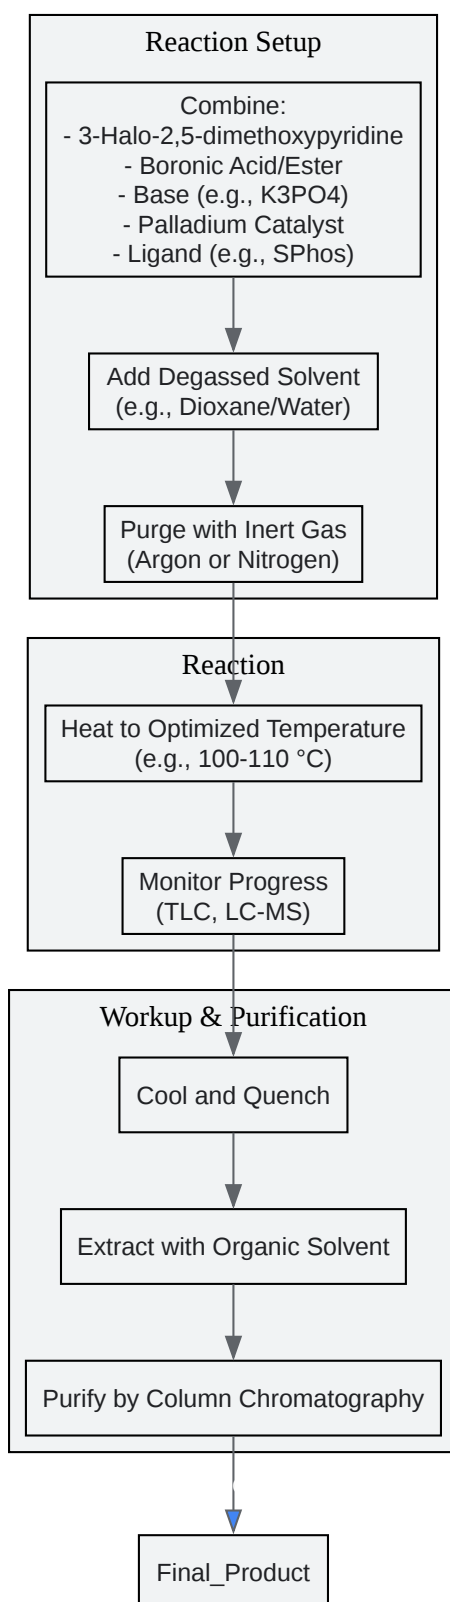 Reaction Setup
Combine:
- 3-Halo-2,5-dimethoxypyridine
- Boronic Acid/Ester
- Base (e.g., K3PO4)
- Palladium Catalyst
- Ligand (e.g., SPhos)
Add Degassed Solvent
(e.g., Dioxane/Water)
Purge with Inert Gas
(Argon or Nitrogen)
Reaction
Heat to Optimized Temperature
(e.g., 100-110 °C)
Monitor Progress
(TLC, LC-MS)
Workup & Purification
Cool and Quench
Extract with Organic Solvent
Purify by Column Chromatography
Final_Product